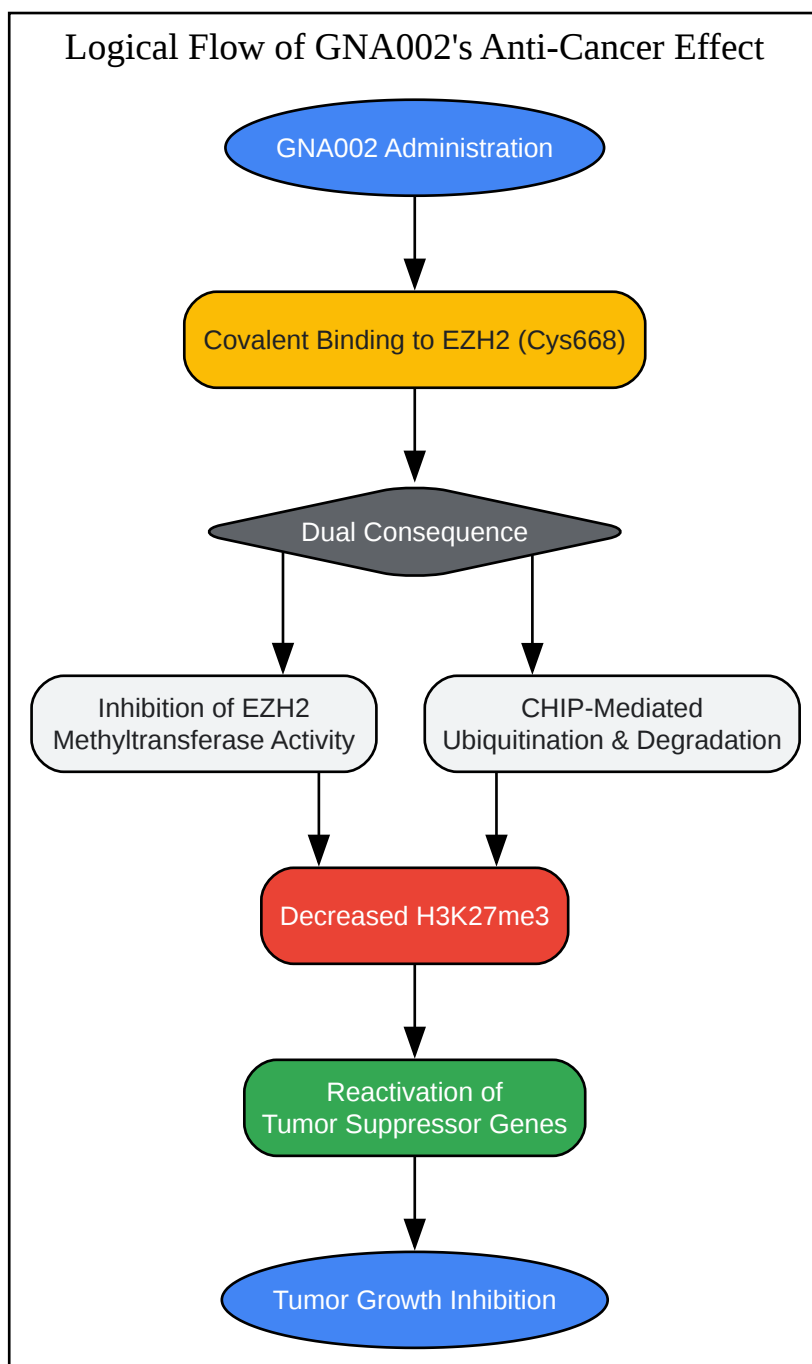 Logical Flow of GNA002's Anti-Cancer Effect
GNA002 Administration
Covalent Binding to EZH2 (Cys668)
Dual Consequence
Inhibition of EZH2
Methyltransferase Activity
CHIP-Mediated
Ubiquitination & Degradation
Decreased H3K27me3
Reactivation of
Tumor Suppressor Genes
Tumor Growth Inhibition